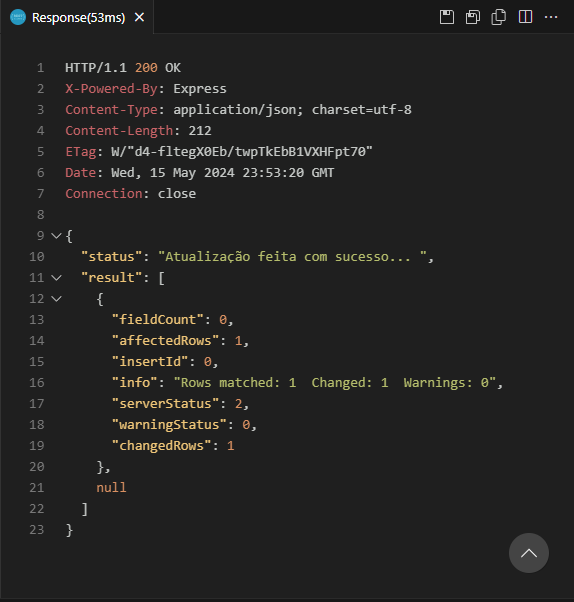 Response(53ms)
1 HTTP/1.1 200 OK
2 X-Powered-By: Express
3 Content-Type: application/json; charset=utf-8
4 Content-Length: 212
5 ETag: W/"d4-fltegX0Eb/twpTkEbB1VXHFpt70"
6 Date: Wed, 15 May 2024 23:53:20 GMT
7 Connection: close
8
9 {
10   "status": "Atualização feita com sucesso... ",
11   "result": [
12     {
13       "fieldCount": 0,
14       "affectedRows": 1,
15       "insertId": 0,
16       "info": "Rows matched: 1  Changed: 1  Warnings: 0",
17       "serverStatus": 2,
18       "warningStatus": 0,
19       "changedRows": 1
20     },
21     null
22   ]
23 }